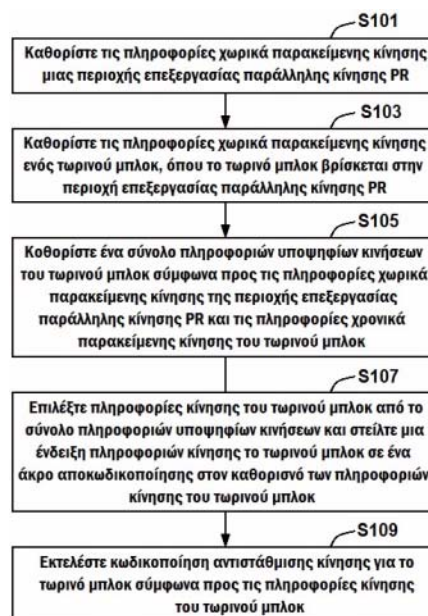 S101
Καθορίστε τις πληροφορίες χωρικά παρακείμενης κίνησης
μιας περιοχής επεξεργασίας παράλληλης κίνησης PR
S103
Καθορίστε τις πληροφορίες χωρικά παρακείμενης κίνησης
ενός τωρινού μπλοκ, όπου το τωρινό μπλοκ βρίσκεται στην
περιοχή επεξεργασίας παράλληλης κίνησης PR
S105
Κοθορίστε ένα σύνολο πληροφοριών υποψηφίων κινήσεων
του τωρινού μπλοκ σύμφωνα προς τις πληροφορίες χωρικά
παρακείμενης κίνησης της περιοχής επεξεργασίας
παράλληλης κίνησης PR και τις πληροφορίες χρονικά
παρακείμενης κίνησης του τωρινού μπλοκ
S107
Επιλέξτε πληροφορίες κίνησης του τωρινού μπλοκ από το
σύνολο πληροφοριών υποψηφίων κινήσεων και στείλτε μια
ένδειξη πληροφοριών κίνησης το τωρινού μπλοκ σε ένα
άκρο αποκωδικοποίησης στον καθορισνό των πληροφοριών
κίνησης του τωρινού μπλοκ
S109
Εκτελέστε κωδικοποίηση αντιστάθμισης κίνησης για το
τωρινό μπλοκ σύμφωνα προς τις πληροφορίες κίνησης
του τωρινού μπλοκ